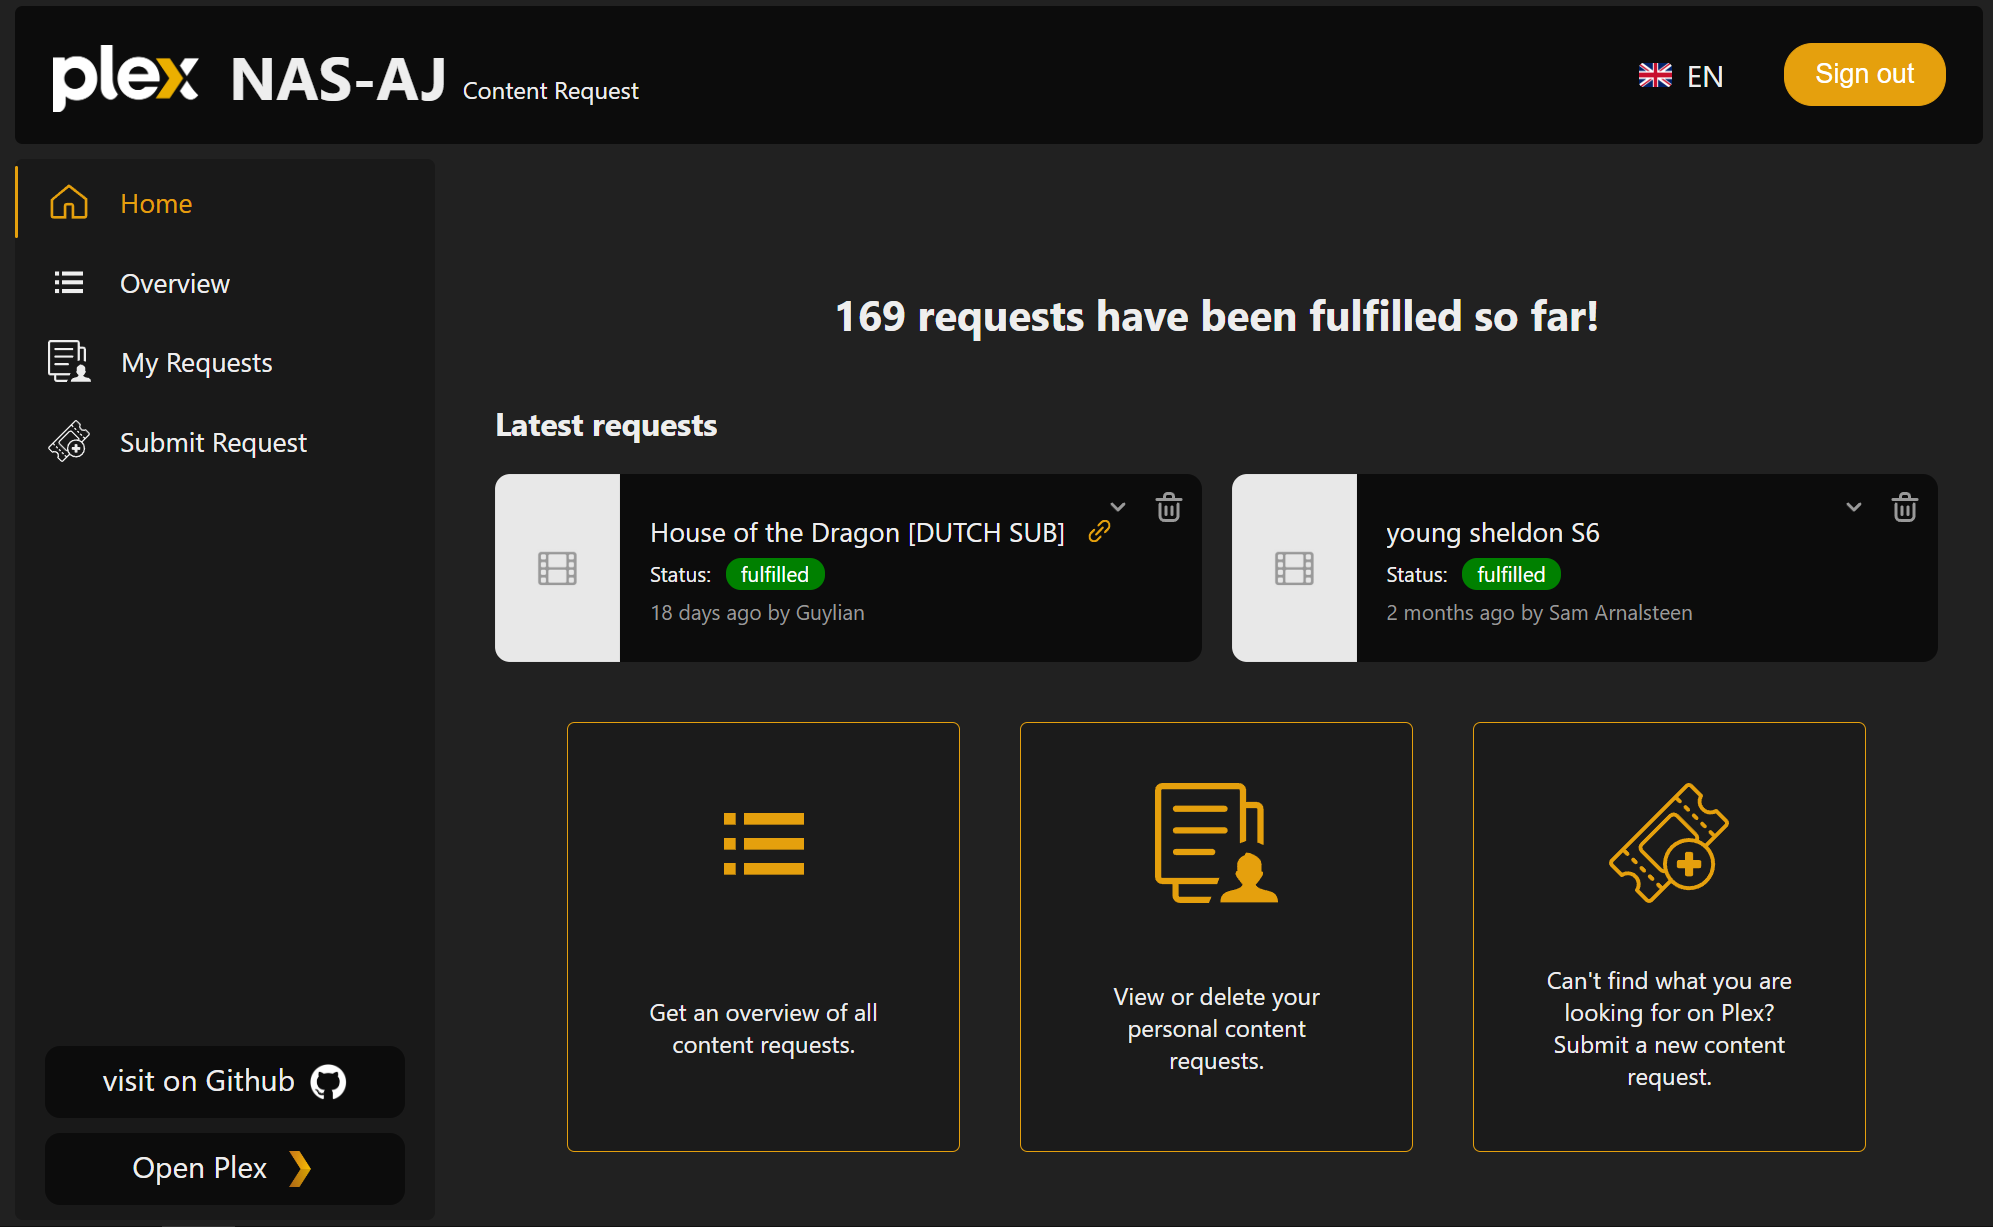 plex NAS-AJ Content Request
EN
Sign out
Home
Overview
My Requests
Submit Request
visit on Github
Open Plex
169 requests have been fulfilled so far!
Latest requests
House of the Dragon [DUTCH SUB]
Status: fulfilled
18 days ago by Guylian
young sheldon S6
Status: fulfilled
2 months ago by Sam Arnalsteen
Get an overview of all
content requests.
View or delete your
personal content
requests.
Can't find what you are
looking for on Plex?
Submit a new content
request.